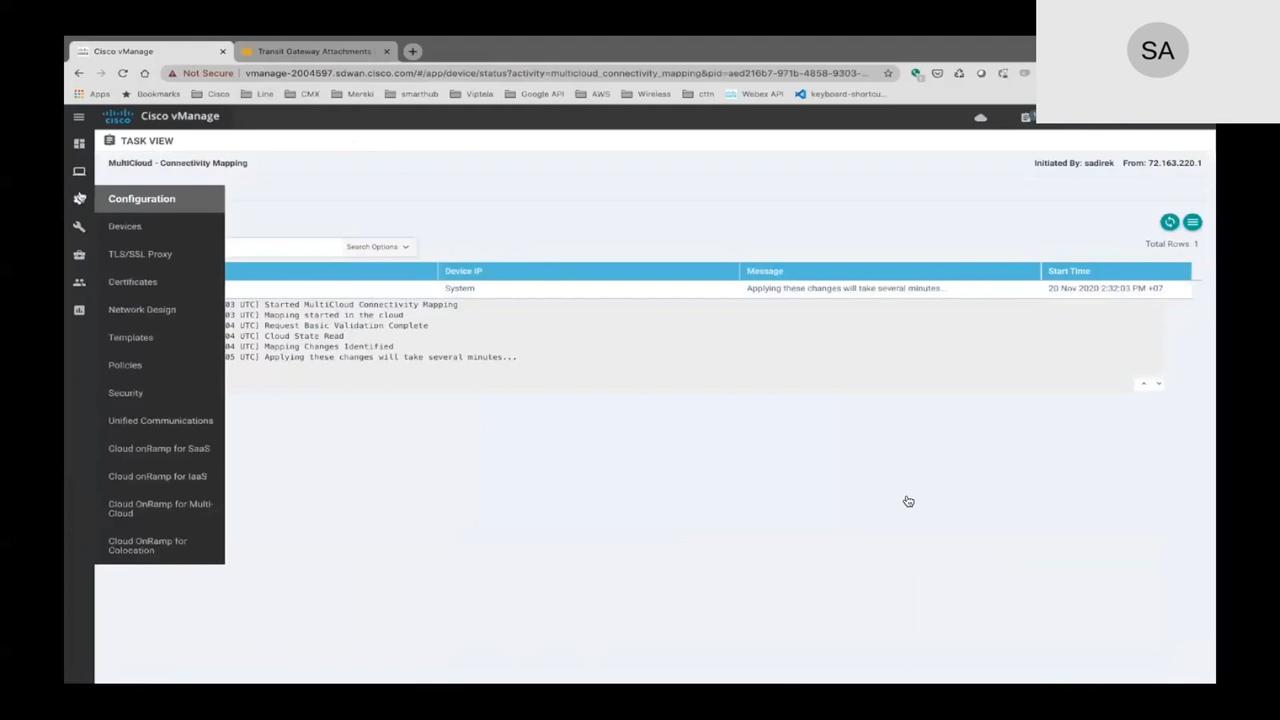 SA
Cisco vManage
Transit Gateway Attachments
Not Secure
vmanage-2004597.sdwan.cisco.com/#/app/device/status?activity=multicloud_connectivity_mapping&pid=aed216b7-971b-4858-9303-...
Apps Bookmarks Cisco Line CMX Meraki smarthub Viptela Google API AWS Wireless cttn Webex API keyboard-shortcu...
cisco Cisco vManage
TASK VIEW
MultiCloud - Connectivity Mapping Initiated By: sadirek From: 72.163.220.1
Configuration
Devices
TLS/SSL Proxy
Certificates
Network Design
Templates
Policies
Security
Unified Communications
Cloud onRamp for SaaS
Cloud onRamp for IaaS
Cloud OnRamp for Multi-
Cloud
Cloud OnRamp for
Colocation
Search Options
Total Rows: 1
Device IP Message Start Time
System Applying these changes will take several minutes... 20 Nov 2020 2:32:03 PM +07
03 UTC] Started MultiCloud Connectivity Mapping
03 UTC] Mapping started in the cloud
04 UTC] Request Basic Validation Complete
04 UTC] Cloud State Read
04 UTC] Mapping Changes Identified
05 UTC] Applying these changes will take several minutes...